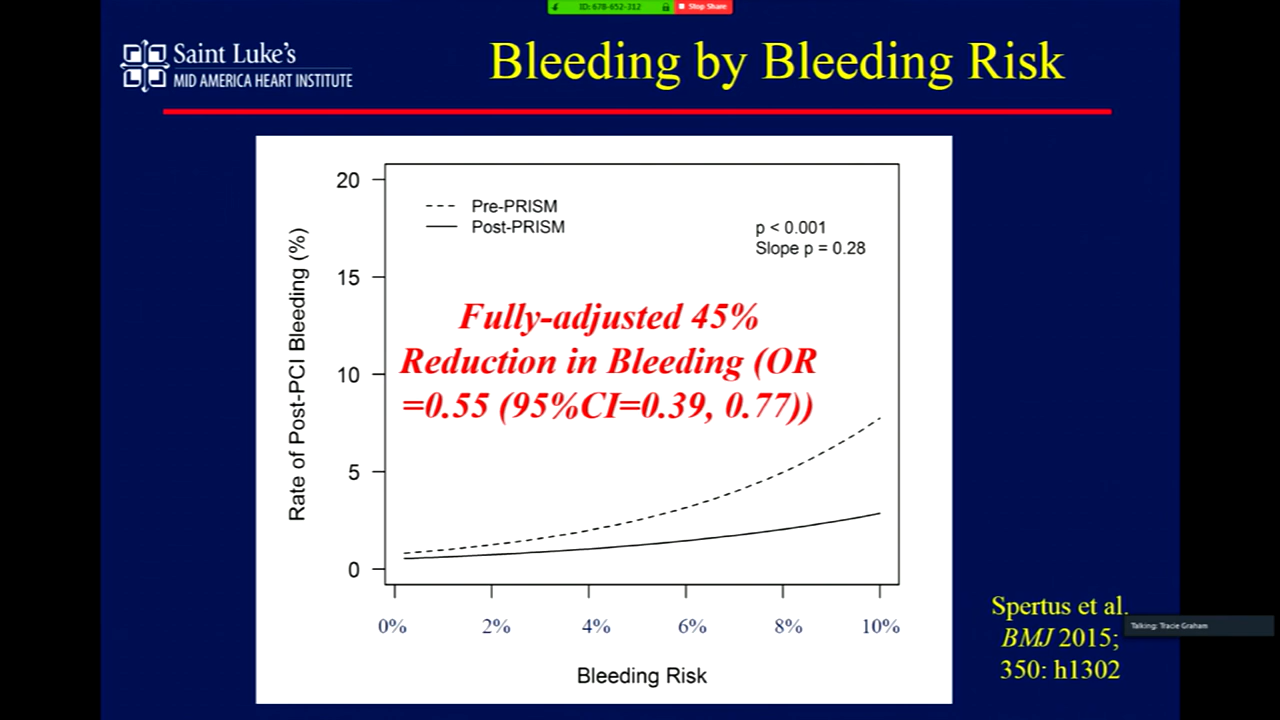 ID: 678-652-312
Stop Share
Saint Luke's
MID AMERICA HEART INSTITUTE
Bleeding by Bleeding Risk
20
15
10
5
0
Rate of Post-PCI Bleeding (%)
Pre-PRISM
Post-PRISM
p < 0.001
Slope p = 0.28
Fully-adjusted 45%
Reduction in Bleeding (OR
=0.55 (95%CI=0.39, 0.77))
0% 2% 4% 6% 8% 10%
Bleeding Risk
Spertus et al.
BMJ 2015;
350: h1302
Talking: Tracie Graham